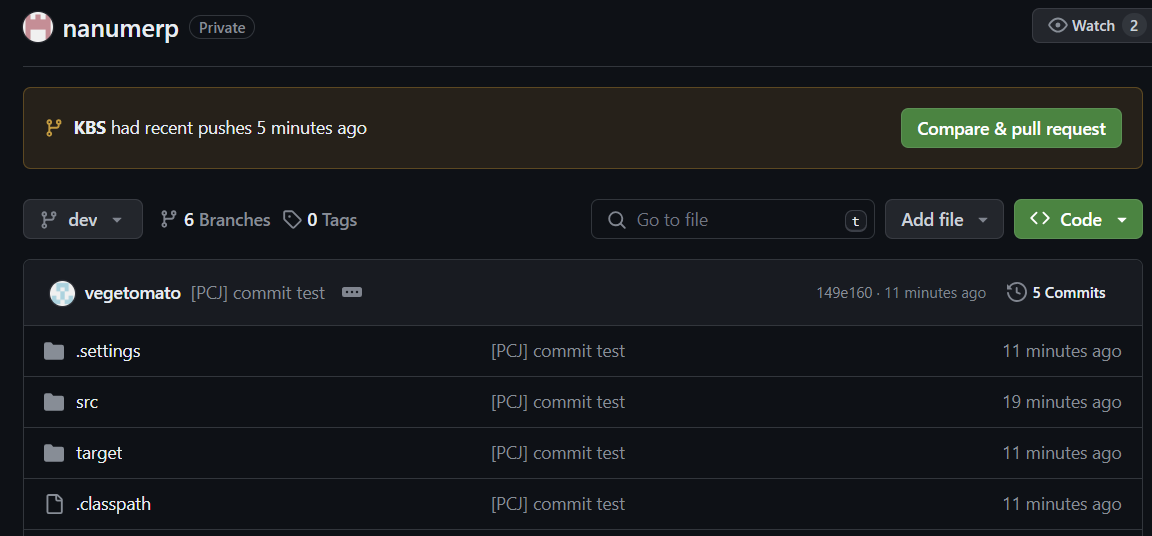 nanumerp Private Watch 2
KBS had recent pushes 5 minutes ago Compare & pull request
dev 6 Branches 0 Tags Go to file t Add file Code
vegetomato [PCJ] commit test 149e160 · 11 minutes ago 5 Commits
.settings [PCJ] commit test 11 minutes ago
src [PCJ] commit test 19 minutes ago
target [PCJ] commit test 11 minutes ago
.classpath [PCJ] commit test 11 minutes ago